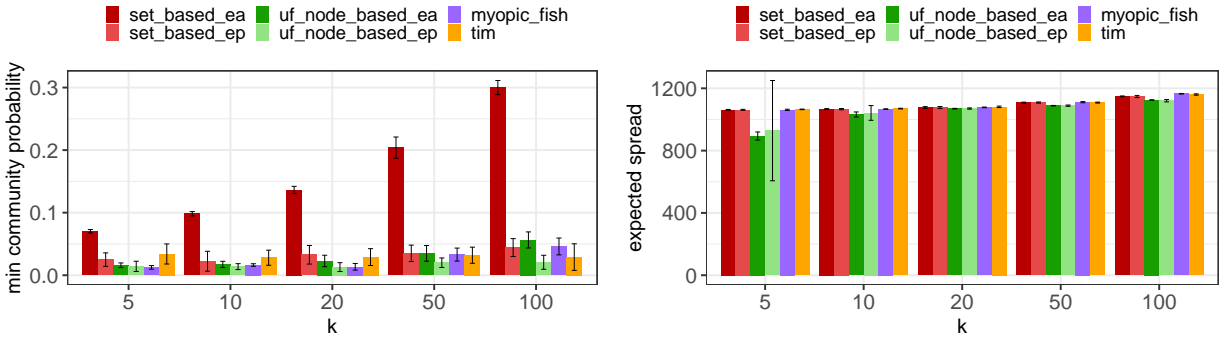 set_based_ea uf_node_based_ea myopic_fish
set_based_ep uf_node_based_ep tim
min community probability
0.3
0.2
0.1
0.0
5 10 20 50 100
k
set_based_ea uf_node_based_ea myopic_fish
set_based_ep uf_node_based_ep tim
expected spread
1200
800
400
0
5 10 20 50 100
k